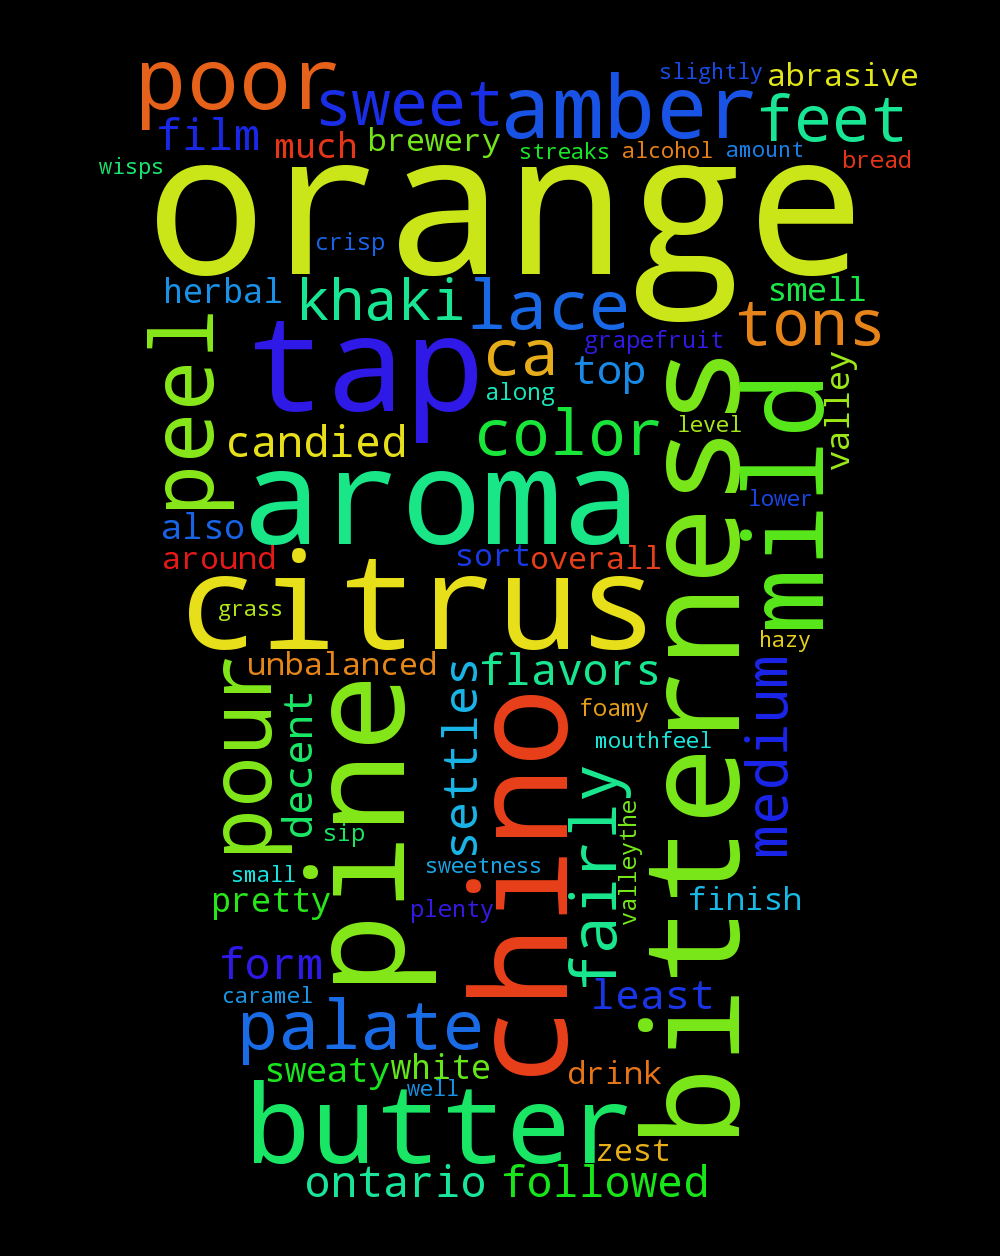 poor
sweet
amber
slightly
abrasive
feet
film
much
brewery
streaks
alcohol
amount
bread
wisps
orange
crisp
herbal
khaki
lace
smell
tons
peel
tap
ca
grapefruit
top
along
valley
candied
color
level
mild
bitterness
aroma
lower
also
around
sort
overall
citrus
grass
hazy
unbalanced
flavors
pour
decent
pine
settles
chino
foamy
mouthfeel
medium
fairly
valleythe
sip
small
sweetness
pretty
plenty
finish
form
caramel
least
palate
sweaty
white
well
drink
butter
zest
ontario
followed